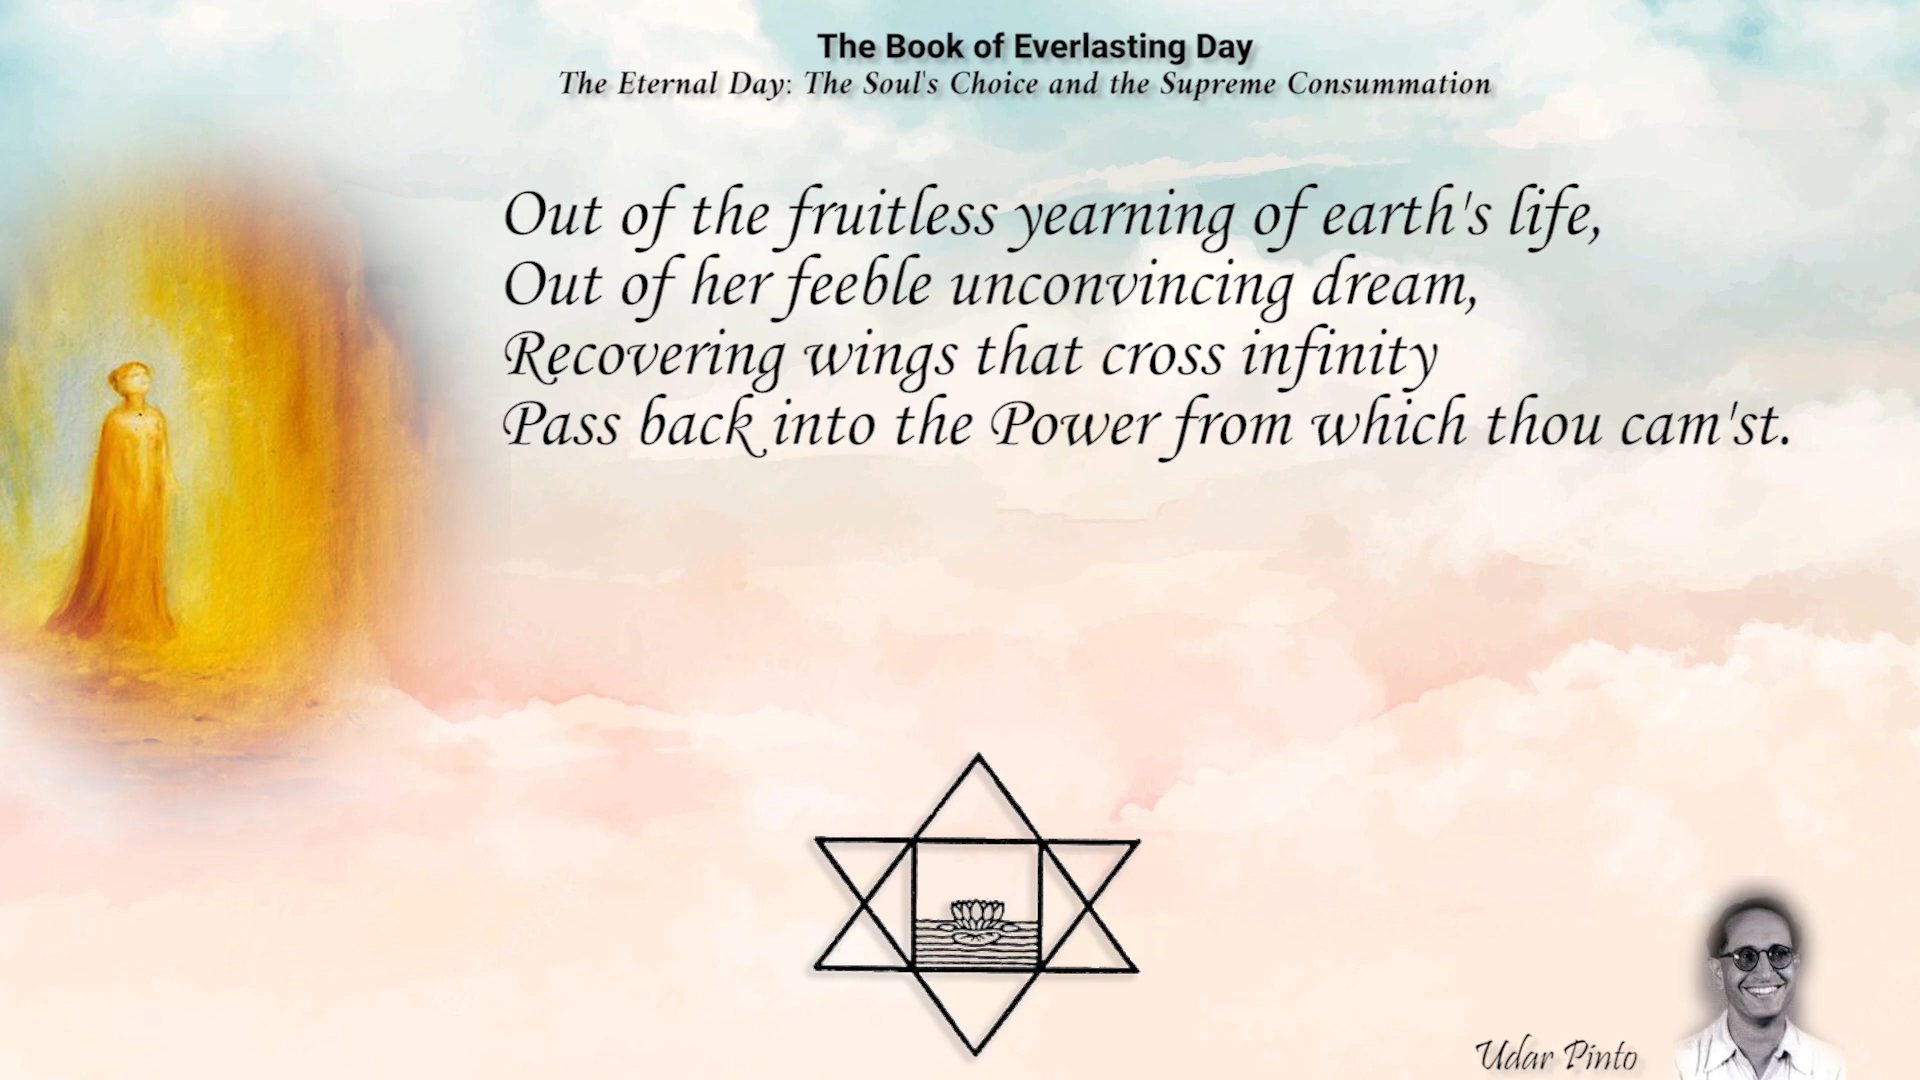 The Book of Everlasting Day
The Eternal Day: The Soul's Choice and the Supreme Consummation
Out of the fruitless yearning of earth's life,
Out of her feeble unconvincing dream,
Recovering wings that cross infinity
Pass back into the Power from which thou cam'st.
Udar Pinto